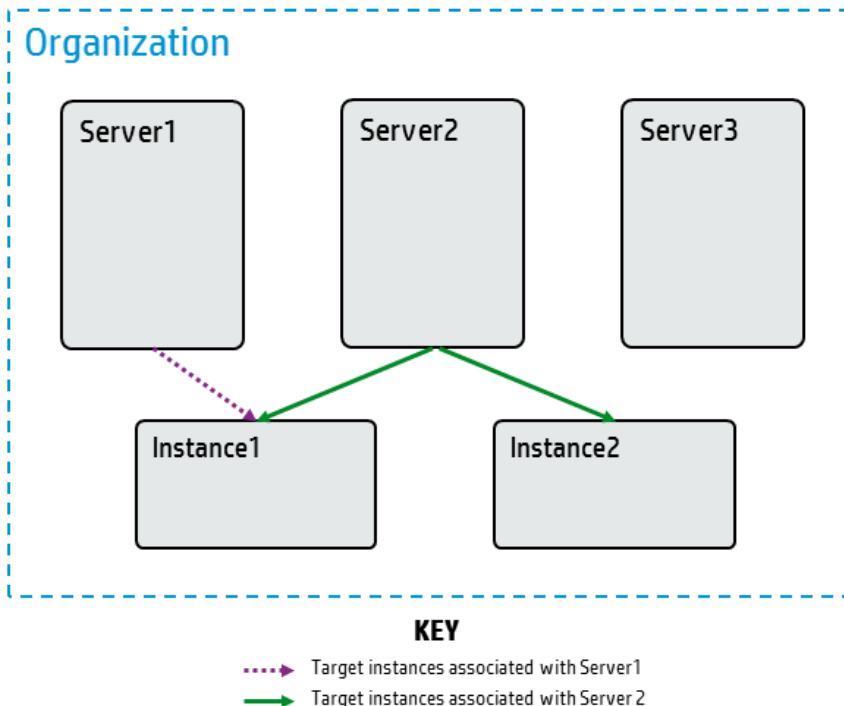 Organization
Server1
Server2
Server3
Instance1
Instance2
KEY
Target instances associated with Server1
Target instances associated with Server 2